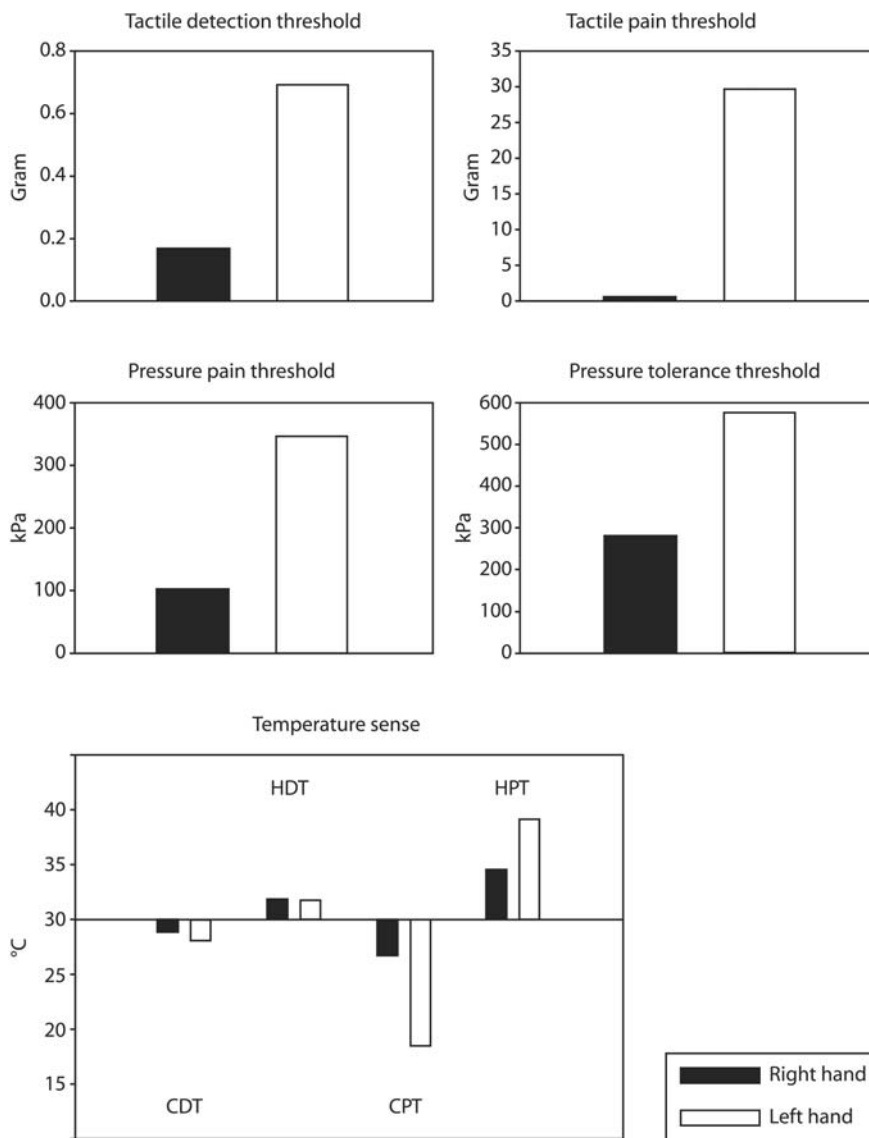 Tactile detection threshold
Gram
0.8
0.6
0.4
0.2
0.0
Tactile pain threshold
Gram
35
30
25
20
15
10
5
0
Pressure pain threshold
kPa
400
300
200
100
0
Pressure tolerance threshold
kPa
600
500
400
300
200
100
0
Temperature sense
°C
40
35
30
25
20
15
HDT
HPT
CDT
CPT
Right hand
Left hand